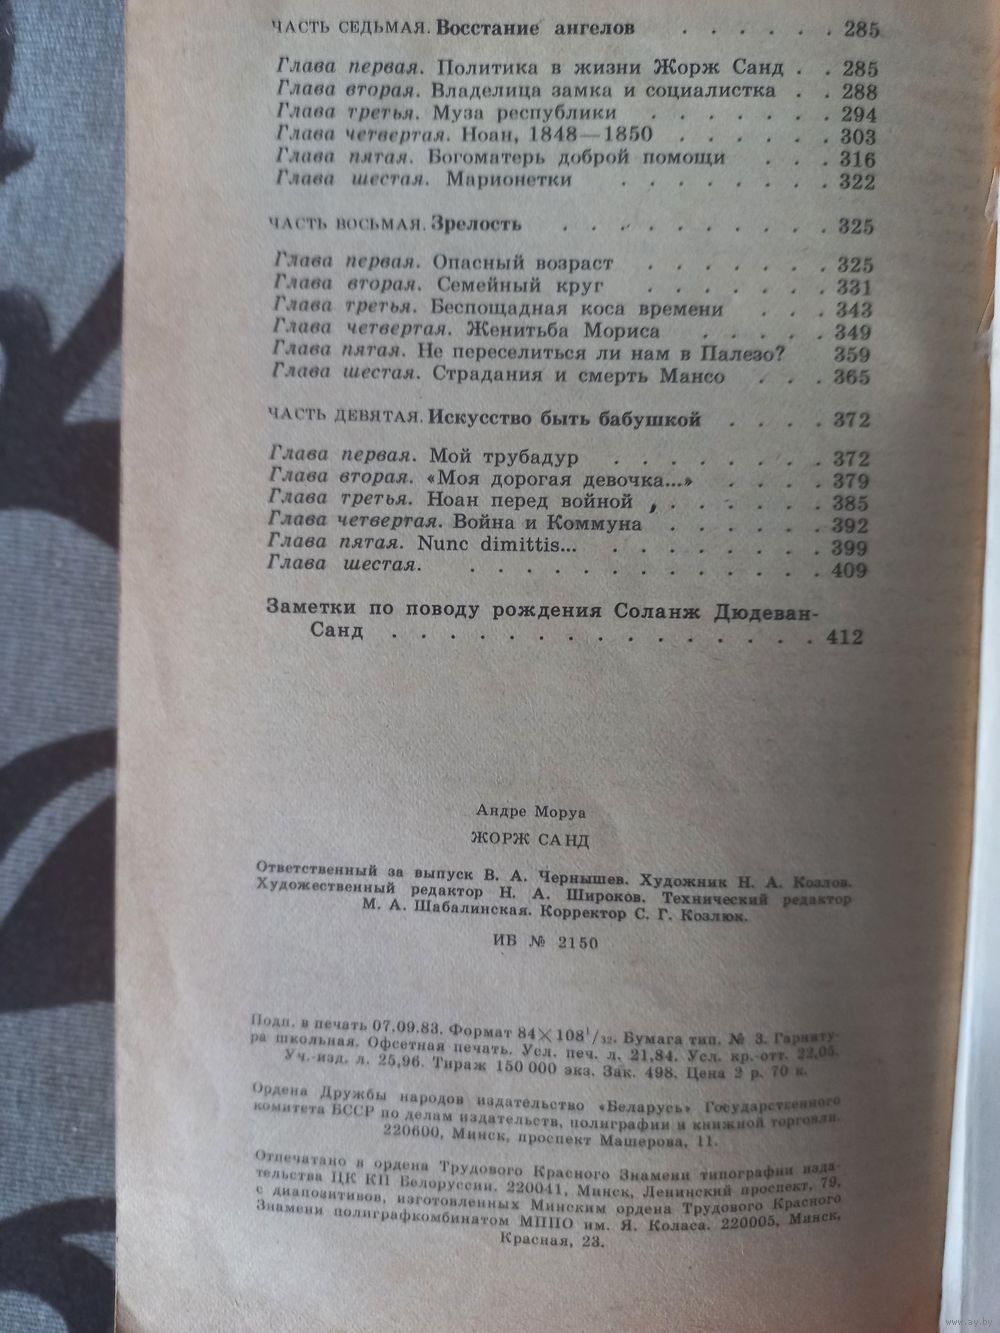 ЧАСТЬ СЕДЬМАЯ. Восстание ангелов . . . . . . 285
Глава первая. Политика в жизни Жорж Санд . . 285
Глава вторая. Владелица замка и социалистка . . 288
Глава третья. Муза республики . . . . . . . 294
Глава четвертая. Ноан, 1848—1850 . . . . . . 303
Глава пятая. Богоматерь доброй помощи . . . 316
Глава шестая. Марионетки . . . . . . . . 322
ЧАСТЬ ВОСЬМАЯ. Зрелость . . . . . . . . . . 325
Глава первая. Опасный возраст . . . . . . . 325
Глава вторая. Семейный круг . . . . . . . 331
Глава третья. Беспощадная коса времени . . . 343
Глава четвертая. Женитьба Мориса . . . . . 349
Глава пятая. Не переселиться ли нам в Палезо? 359
Глава шестая. Страдания и смерть Мансо . . . 365
ЧАСТЬ ДЕВЯТАЯ. Искусство быть бабушкой . . . . 372
Глава первая. Мой трубадур . . . . . . . . 372
Глава вторая. «Моя дорогая девочка...» . . . . 379
Глава третья. Ноан перед войной , . . . . . . 385
Глава четвертая. Война и Коммуна . . . . . . 392
Глава пятая. Nunc dimittis... . . . . . . . . 399
Глава шестая. . . . . . . . . . . . . . 409
Заметки по поводу рождения Соланж Дюдеван-
Санд . . . . . . . . . . . . . . . 412
Андре Моруа
ЖОРЖ САНД
Ответственный за выпуск В. А. Чернышев. Художник Н. А. Козлов.
Художественный редактор Н. А. Широков. Технический редактор
М. А. Шабалинская. Корректор С. Г. Козлюк.
ИБ № 2150
Подп. в печать 07.09.83. Формат 84×108¹/₃₂. Бумага тип. № 3. Гарниту-
ра школьная. Офсетная печать. Усл. печ. л. 21,84. Усл. кр.-отт. 22,05.
Уч.-изд. л. 25,96. Тираж 150 000 экз. Зак. 498. Цена 2 р. 70 к.
Ордена Дружбы народов издательство «Беларусь» Государственного
комитета БССР по делам издательств, полиграфии и книжной торговли.
220600, Минск, проспект Машерова, 11.
Отпечатано в ордена Трудового Красного Знамени типографии изда-
тельства ЦК КП Белоруссии. 220041, Минск, Ленинский проспект, 79,
с диапозитивов, изготовленных Минским ордена Трудового Красного
Знамени полиграфкомбинатом МППО им. Я. Коласа. 220005, Минск,
Красная, 23.
www.ay.by